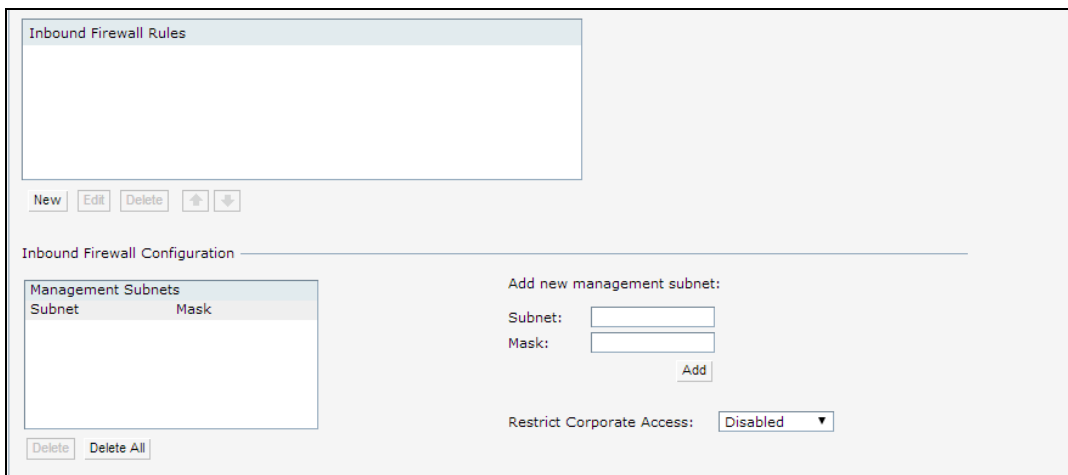 Inbound Firewall Rules
New Edit Delete
Inbound Firewall Configuration
Management Subnets
Subnet Mask
Delete Delete All
Add new management subnet:
Subnet:
Mask:
Add
Restrict Corporate Access: Disabled